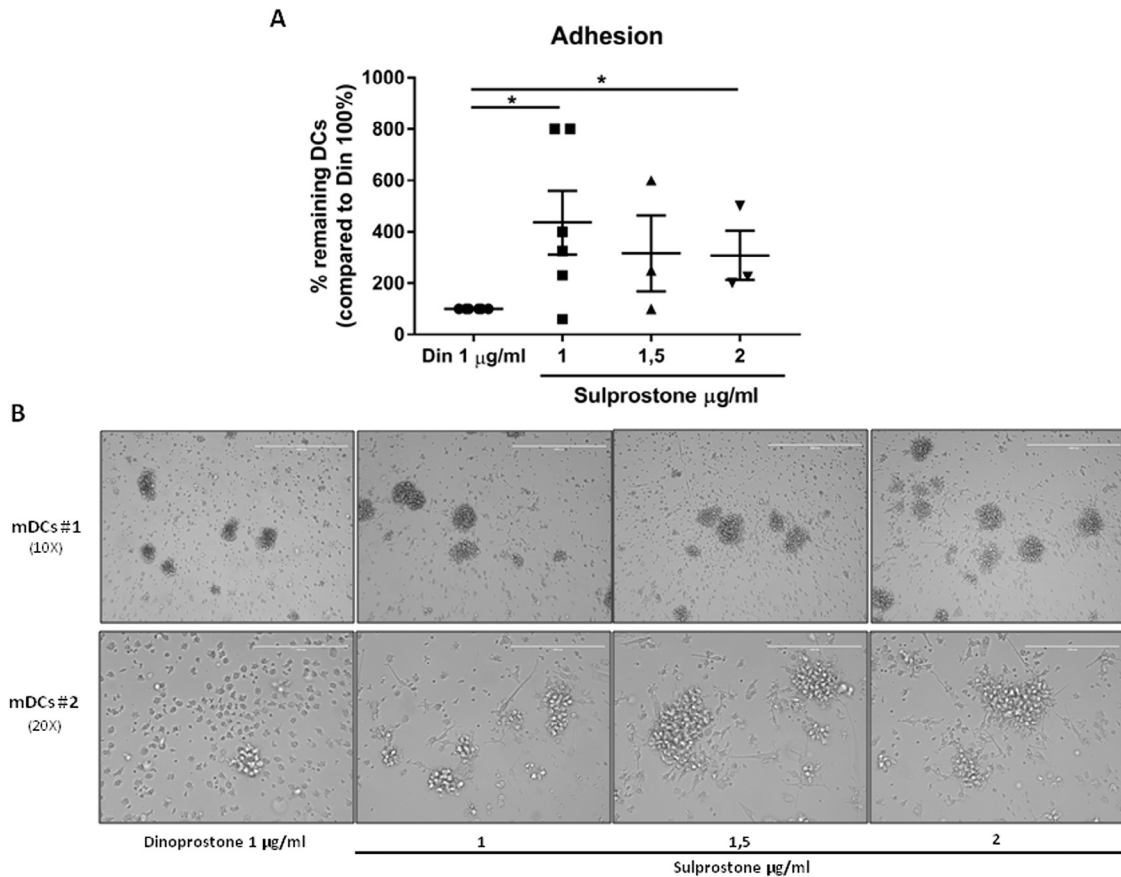 A
Adhesion
% remaining DCs
(compared to Din 100%)
1000
800
600
400
200
0
*
*
Din 1 μg/ml
1
1,5
2
Sulprostone μg/ml
B
mDCs #1
(10X)
mDCs #2
(20X)
Dinoprostone 1 μg/ml
1
1,5
2
Sulprostone μg/ml